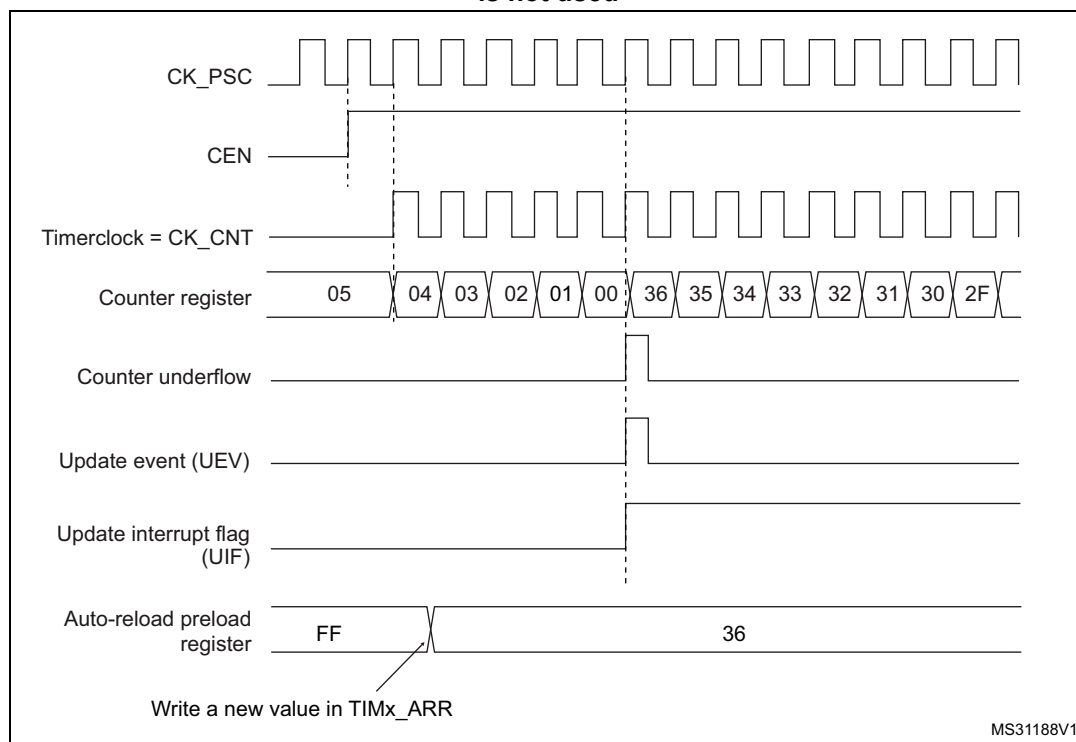 is not used
CK_PSC
CEN
Timerclock = CK_CNT
Counter register
05 04 03 02 01 00 36 35 34 33 32 31 30 2F
Counter underflow
Update event (UEV)
Update interrupt flag
(UIF)
Auto-reload preload
register
FF 36
Write a new value in TIMx_ARR
MS31188V1